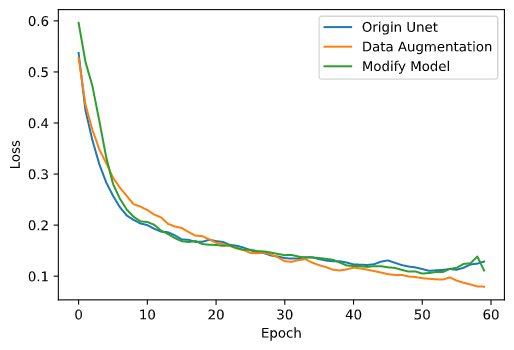 0.6
0.5
0.4
0.3
0.2
0.1
Loss
Origin Unet
Data Augmentation
Modify Model
0 10 20 30 40 50 60
Epoch